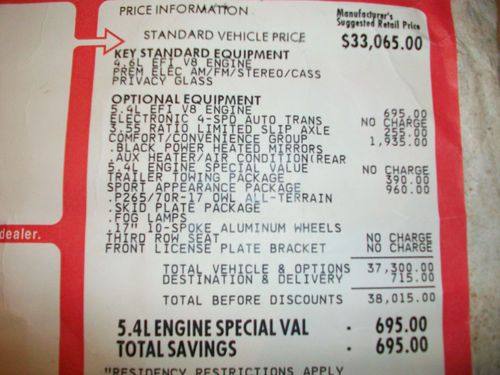 PRICE INFORMATION
Manufacturer's
Suggested Retail Price
STANDARD VEHICLE PRICE $33,065.00
KEY STANDARD EQUIPMENT
4.6L EFI V8 ENGINE
PREM ELEC AM/FM/STEREO/CASS
PRIVACY GLASS
OPTIONAL EQUIPMENT
5.4L EFI V8 ENGINE 695.00
ELECTRONIC 4-SPD AUTO TRANS NO CHARGE
3.55 RATIO LIMITED SLIP AXLE 255.00
COMFORT/CONVENIENCE GROUP 1,935.00
.BLACK POWER HEATED MIRRORS
.AUX HEATER/AIR CONDITION(REAR
5.4L ENGINE SPECIAL VALUE NO CHARGE
TRAILER TOWING PACKAGE 390.00
SPORT APPEARANCE PACKAGE 960.00
.P265/70R-17 OWL ALL-TERRAIN
.SKID PLATE PACKAGE
.FOG LAMPS
.17" 10-SPOKE ALUMINUM WHEELS
THIRD ROW SEAT NO CHARGE
FRONT LICENSE PLATE BRACKET NO CHARGE
dealer.
TOTAL VEHICLE & OPTIONS 37,300.00
DESTINATION & DELIVERY 715.00
TOTAL BEFORE DISCOUNTS 38,015.00
5.4L ENGINE SPECIAL VAL - 695.00
TOTAL SAVINGS - 695.00
"RESIDENCY RESTRICTIONS APPLY